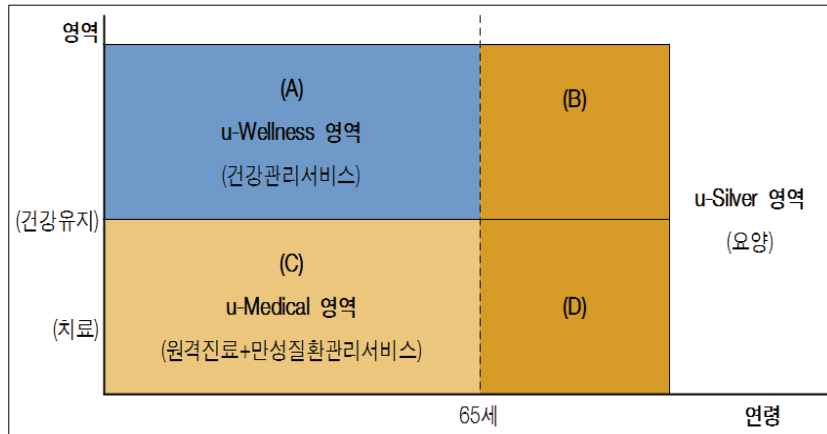 영역
(A)
u-Wellness 영역
(건강관리서비스)
(B)
(건강유지)
u-Silver 영역
(요양)
(C)
u-Medical 영역
(원격진료+만성질환관리서비스)
(D)
(치료)
65세
연령